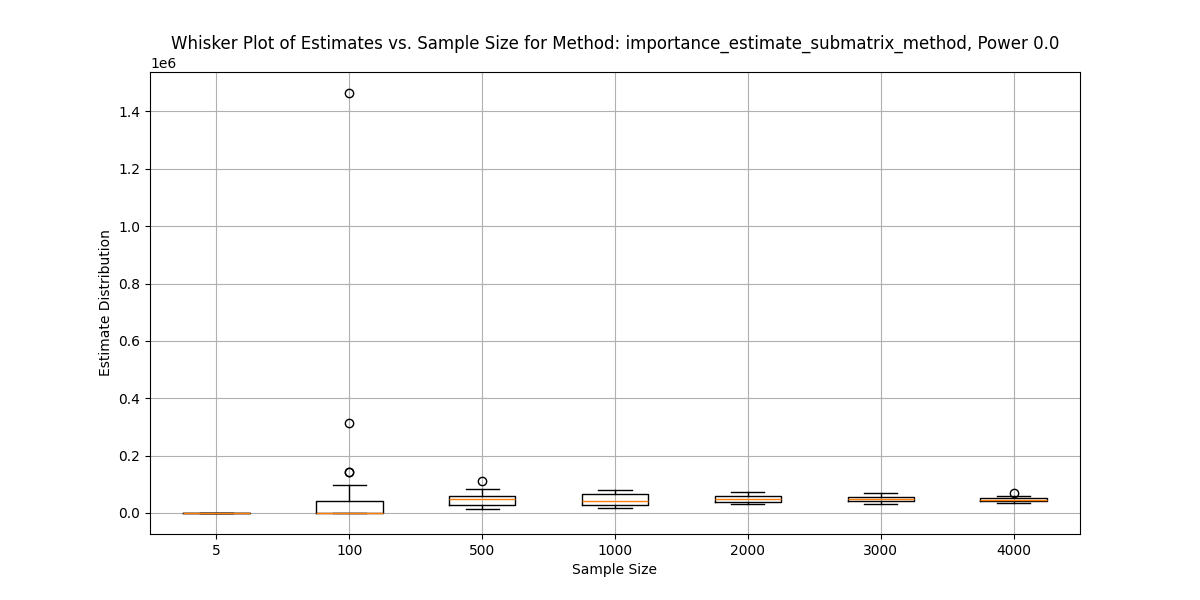 Whisker Plot of Estimates vs. Sample Size for Method: importance_estimate_submatrix_method, Power 0.0
1e6
1.4
1.2
1.0
0.8
0.6
0.4
0.2
0.0
Estimate Distribution
5 100 500 1000 2000 3000 4000
Sample Size